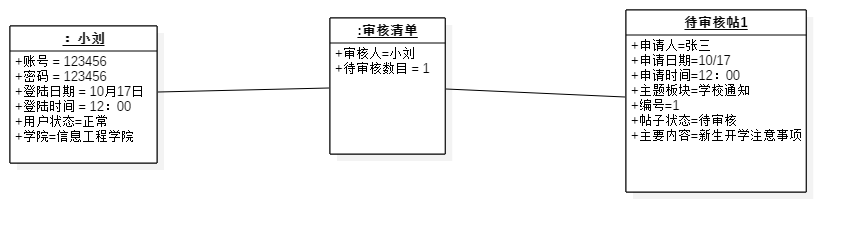 ：小刘
+账号 = 123456
+密码 = 123456
+登陆日期 = 10月17日
+登陆时间 = 12：00
+用户状态=正常
+学院=信息工程学院
:审核清单
+审核人=小刘
+待审核数目 = 1
待审核帖1
+申请人=张三
+申请日期=10/17
+申请时间=12：00
+主题板块=学校通知
+编号=1
+帖子状态=待审核
+主要内容=新生开学注意事项